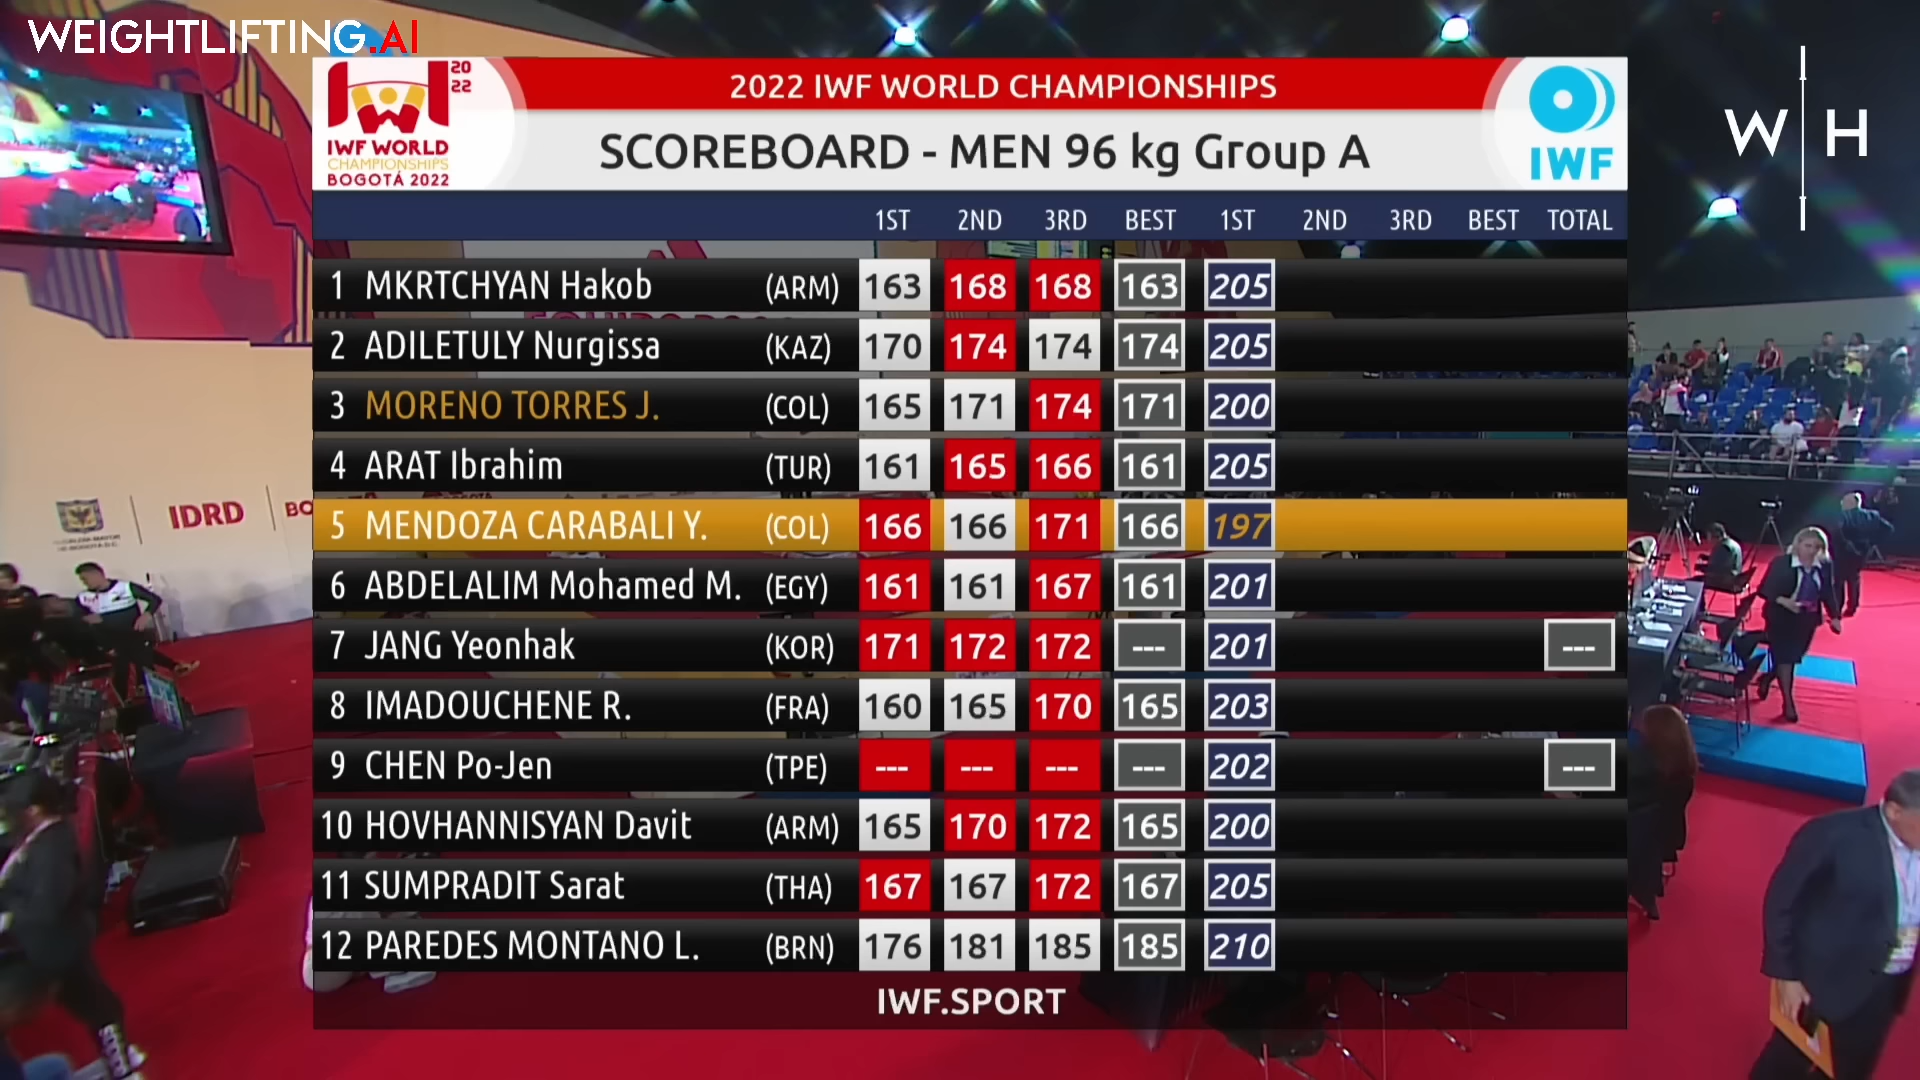 WEIGHTLIFTING.AI
20
22
IWF WORLD
CHAMPIONSHIPS
BOGOTÁ 2022
2022 IWF WORLD CHAMPIONSHIPS
SCOREBOARD - MEN 96 kg Group A
IWF
W H
1ST 2ND 3RD BEST 1ST 2ND 3RD BEST TOTAL
1 MKRTCHYAN Hakob (ARM) 163 168 168 163 205
2 ADILETULY Nurgissa (KAZ) 170 174 174 174 205
3 MORENO TORRES J. (COL) 165 171 174 171 200
4 ARAT Ibrahim (TUR) 161 165 166 161 205
5 MENDOZA CARABALI Y. (COL) 166 166 171 166 197
6 ABDELALIM Mohamed M. (EGY) 161 161 167 161 201
7 JANG Yeonhak (KOR) 171 172 172 --- 201 ---
8 IMADOUCHENE R. (FRA) 160 165 170 165 203
9 CHEN Po-Jen (TPE) --- --- --- --- 202 ---
10 HOVHANNISYAN Davit (ARM) 165 170 172 165 200
11 SUMPRADIT Sarat (THA) 167 167 172 167 205
12 PAREDES MONTANO L. (BRN) 176 181 185 185 210
IWF.SPORT
IDRD